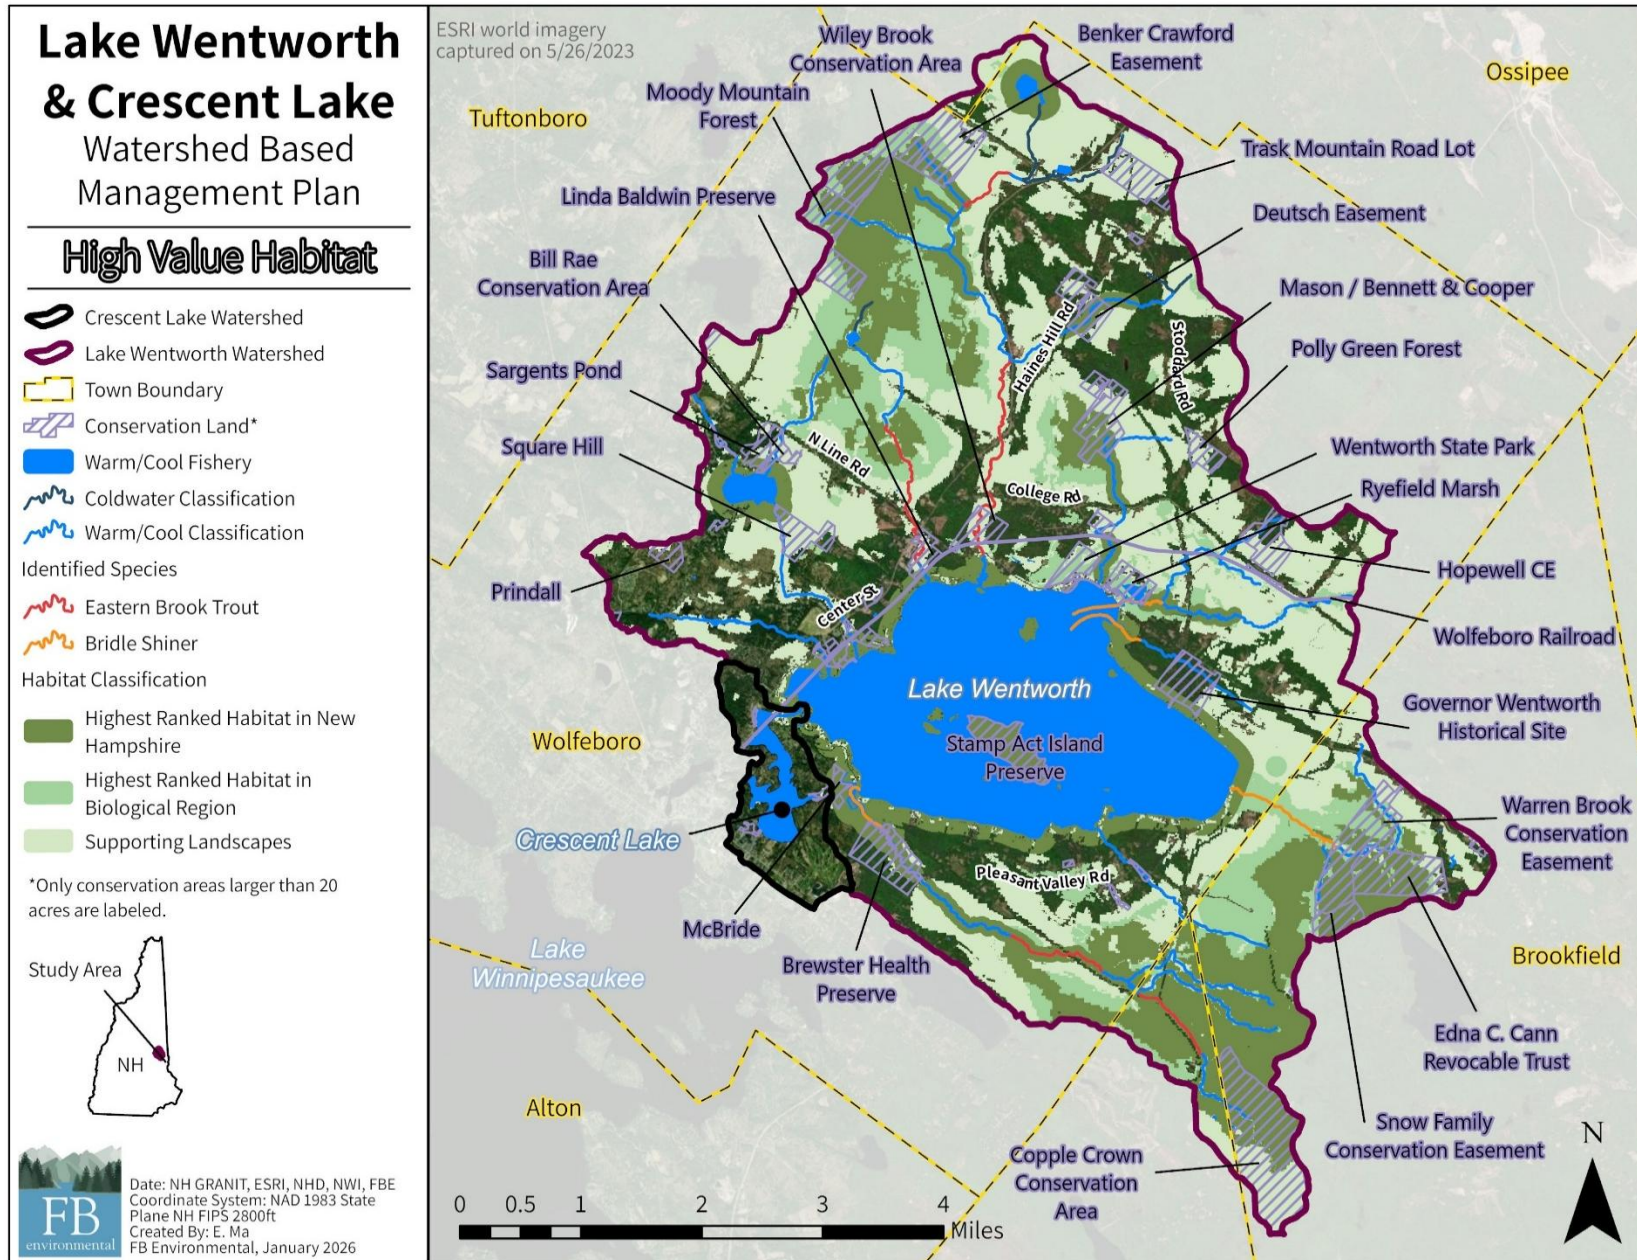 Lake Wentworth
& Crescent Lake
Watershed Based
Management Plan
High Value Habitat
Crescent Lake Watershed
Lake Wentworth Watershed
Town Boundary
Conservation Land*
Warm/Cool Fishery
Coldwater Classification
Warm/Cool Classification
Identified Species
Eastern Brook Trout
Bridle Shiner
Habitat Classification
Highest Ranked Habitat in New
Hampshire
Highest Ranked Habitat in
Biological Region
Supporting Landscapes
*Only conservation areas larger than 20
acres are labeled.
Study Area
NH
FB
environmental
Date: NH GRANIT, ESRI, NHD, NWI, FBE
Coordinate System: NAD 1983 State
Plane NH FIPS 2800ft
Created By: E. Ma
FB Environmental, January 2026
ESRI world imagery
captured on 5/26/2023
Wiley Brook
Conservation Area
Benker Crawford
Easement
Ossipee
Tuftonboro
Moody Mountain
Forest
Trask Mountain Road Lot
Linda Baldwin Preserve
Deutsch Easement
Bill Rae
Conservation Area
Mason / Bennett & Cooper
Haines Hill Rd
Stoddard Rd
Polly Green Forest
Sargents Pond
Square Hill
N Line Rd
Wentworth State Park
College Rd
Ryefield Marsh
Prindall
Hopewell CE
Center St
Wolfeboro Railroad
Lake Wentworth
Governor Wentworth
Historical Site
Wolfeboro
Stamp Act Island
Preserve
Crescent Lake
Warren Brook
Conservation
Easement
Pleasant Valley Rd
McBride
Lake
Winnipesaukee
Brewster Health
Preserve
Brookfield
Edna C. Cann
Revocable Trust
Alton
Snow Family
Conservation Easement
Copple Crown
Conservation
Area
N
0 0.5 1 2 3 4
Miles